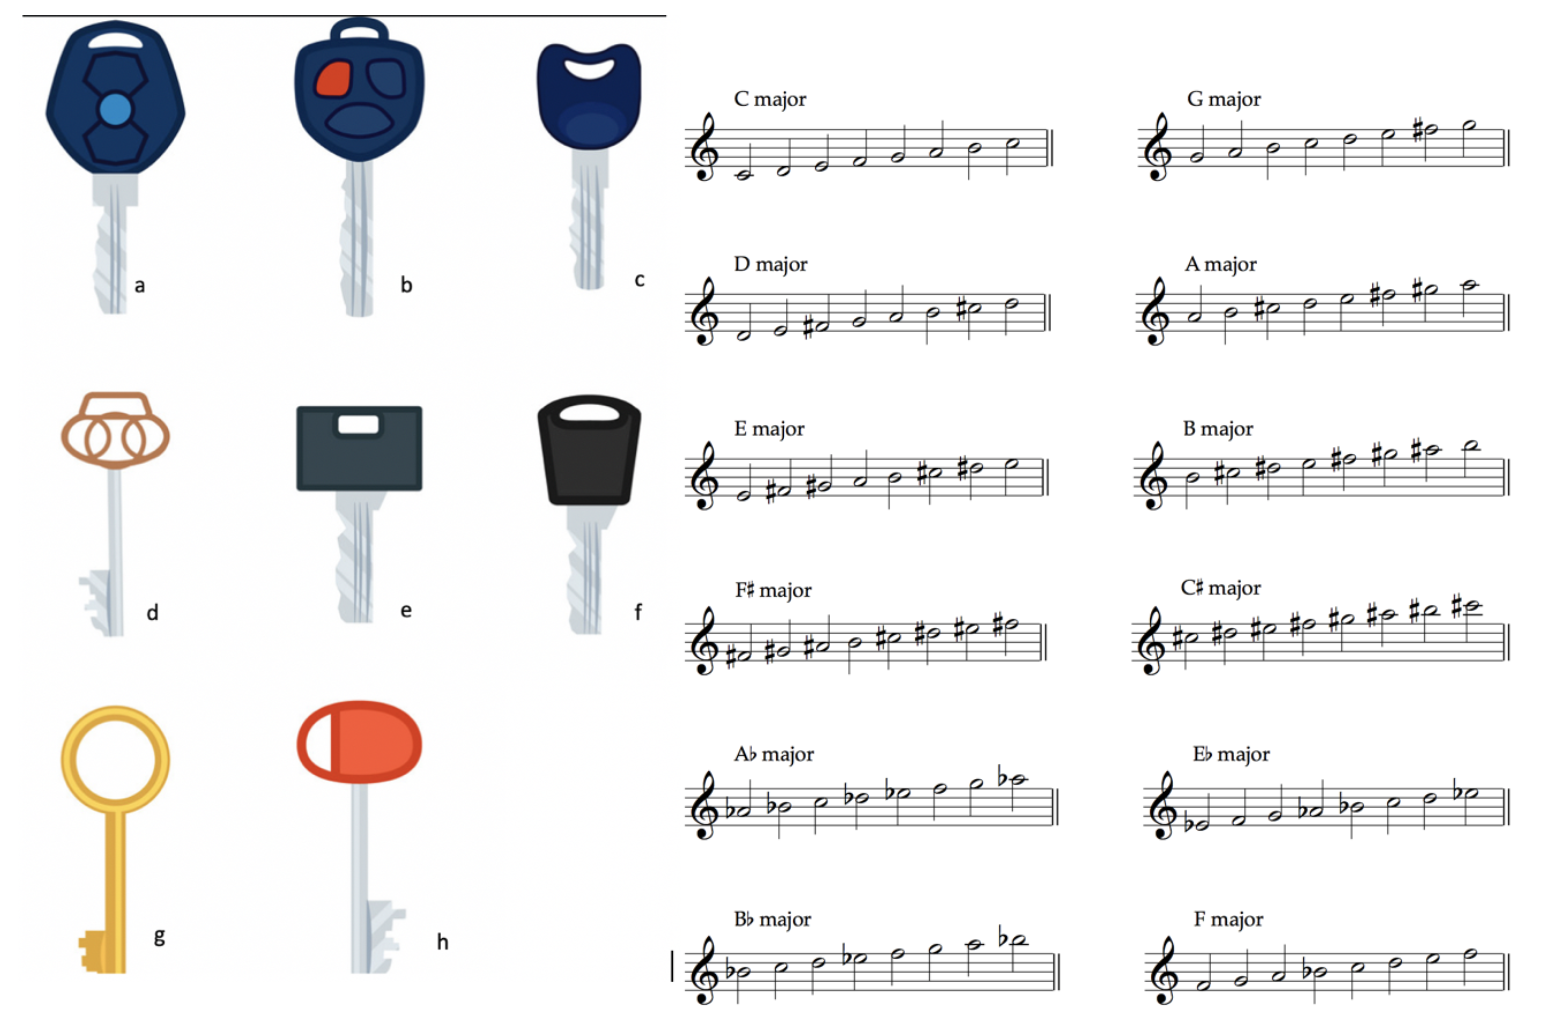 a
b
c
d
e
f
g
h
C major
G major
D major
A major
E major
B major
F♯ major
C♯ major
A♭ major
E♭ major
B♭ major
F major